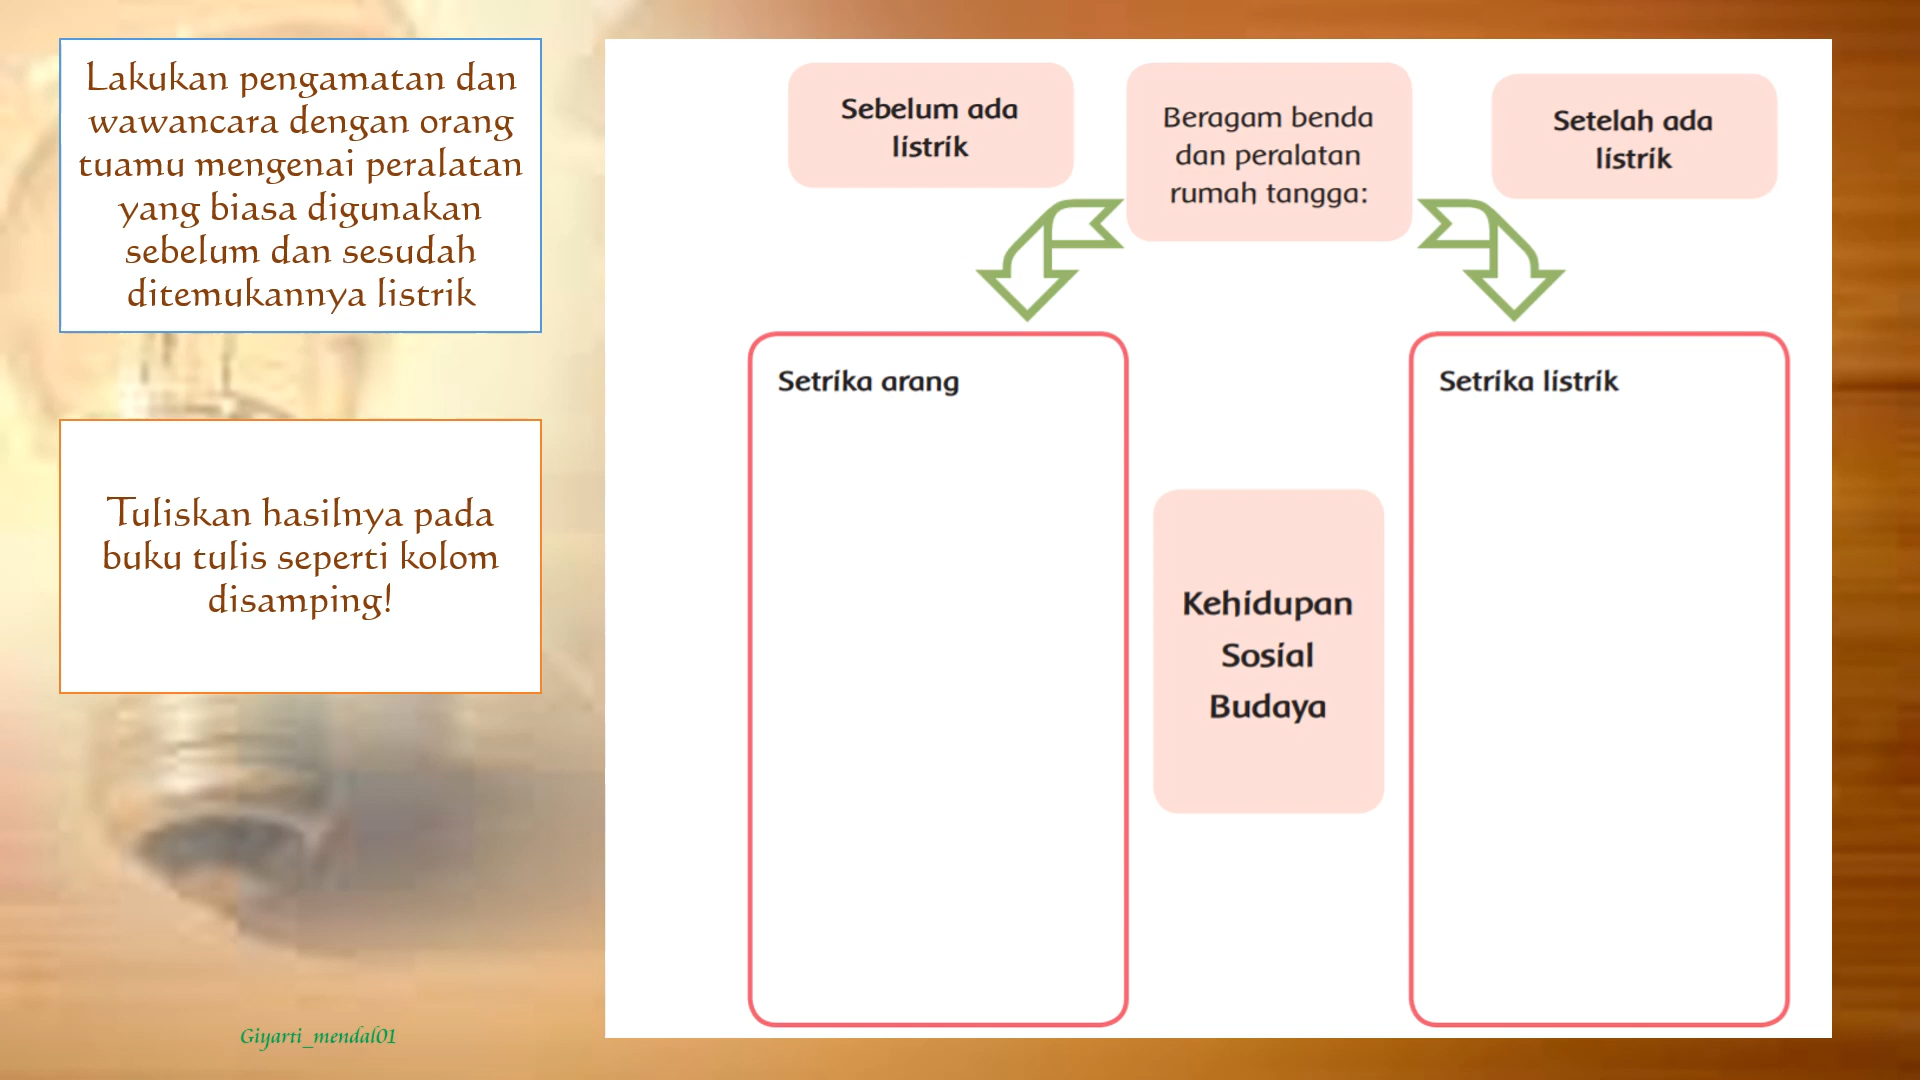 Lakukan pengamatan dan
wawancara dengan orang
tuamu mengenai peralatan
yang biasa digunakan
sebelum dan sesudah
ditemukannya listrik
Tuliskan hasilnya pada
buku tulis seperti kolom
disamping!
Giyarti_mendal01
Sebelum ada
listrik
Beragam benda
dan peralatan
rumah tangga:
Setelah ada
listrik
Setrika arang
Kehidupan
Sosial
Budaya
Setrika listrik